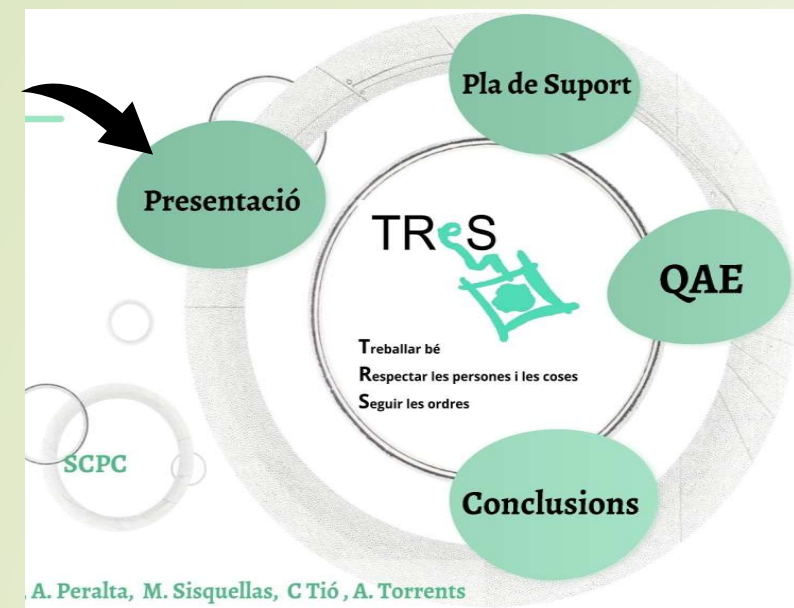 Pla de Suport
Presentació
TReS
QAE
Treballar bé
Respectar les persones i les coses
Seguir les ordres
SCPC
Conclusions
, A. Peralta, M. Sisquellas, C Tió , A. Torrents